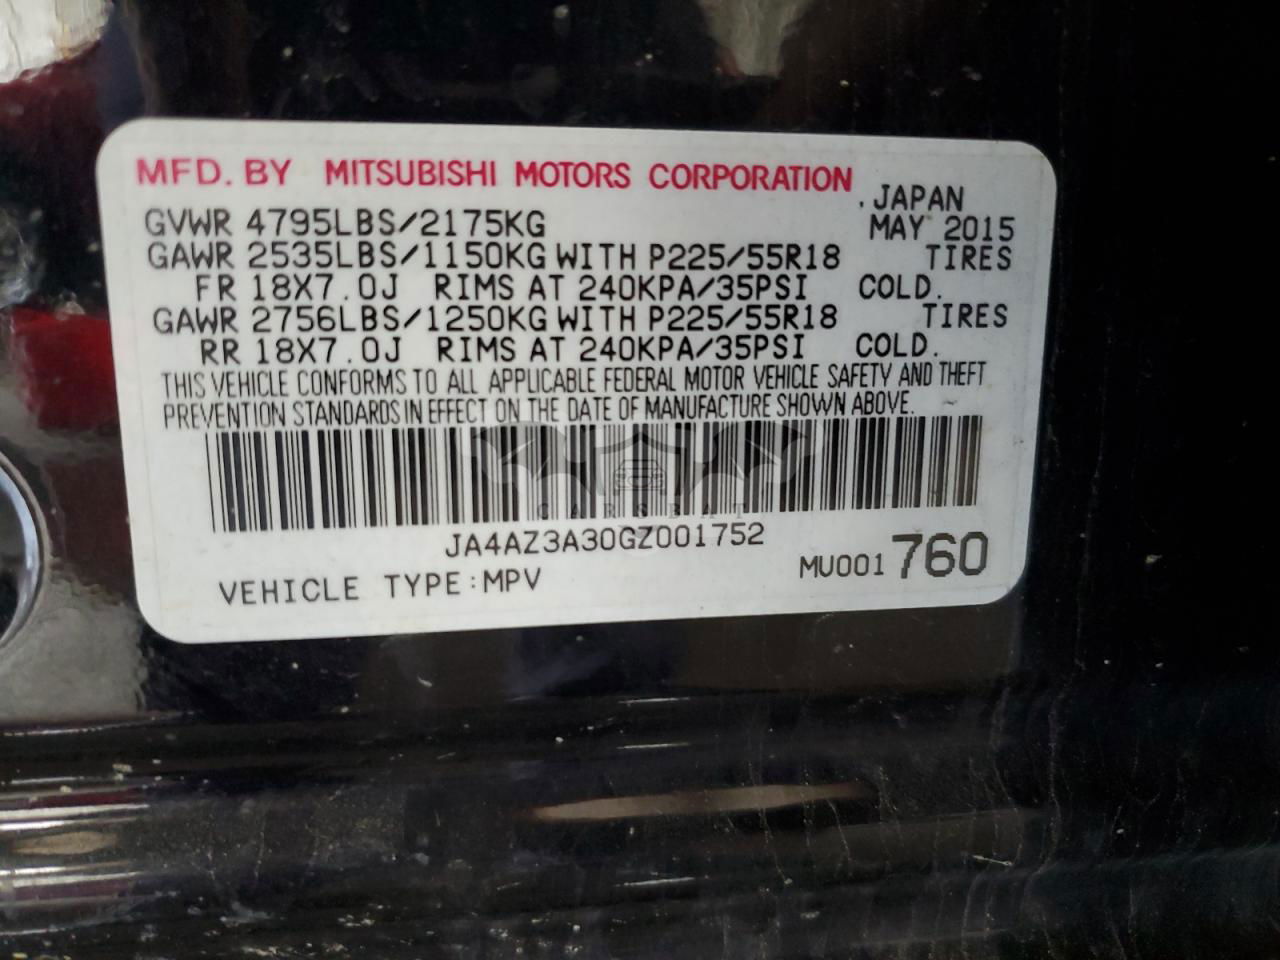 MFD. BY MITSUBISHI MOTORS CORPORATION
. JAPAN
GVWR 4795LBS/2175KG MAY 2015
GAWR 2535LBS/1150KG WITH P225/55R18 TIRES
FR 18X7.0J RIMS AT 240KPA/35PSI COLD.
GAWR 2756LBS/1250KG WITH P225/55R18 TIRES
RR 18X7.0J RIMS AT 240KPA/35PSI COLD.
THIS VEHICLE CONFORMS TO ALL APPLICABLE FEDERAL MOTOR VEHICLE SAFETY AND THEFT
PREVENTION STANDARDS IN EFFECT ON THE DATE OF MANUFACTURE SHOWN ABOVE.
CARSBAT
JA4AZ3A30GZ001752
MU001760
VEHICLE TYPE:MPV